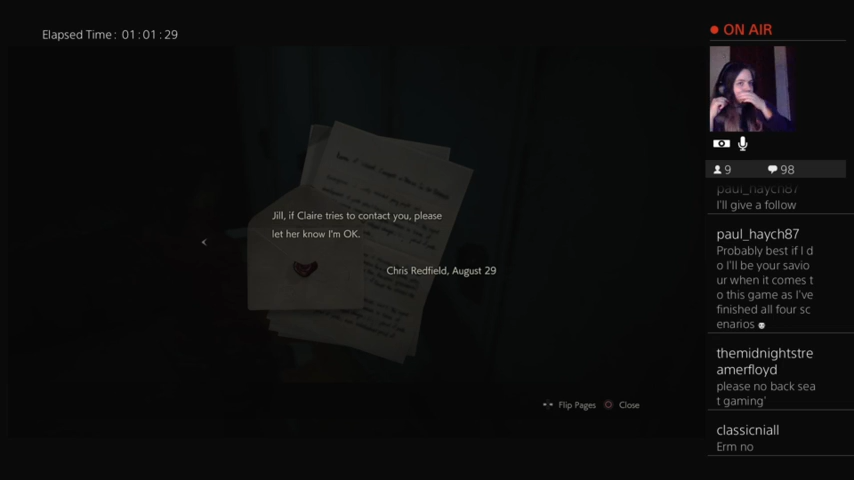 Elapsed Time: 01:01:29
ON AIR
9
98
Jill, if Claire tries to contact you, please
let her know I'm OK.
Chris Redfield, August 29
Flip Pages
Close
paul_haych87
I'll give a follow
paul_haych87
Probably best if I d
o I'll be your savio
ur when it comes t
o this game as I've
finished all four sc
enarios
themidnightstre
amerfloyd
please no back sea
t gaming'
classicniall
Erm no